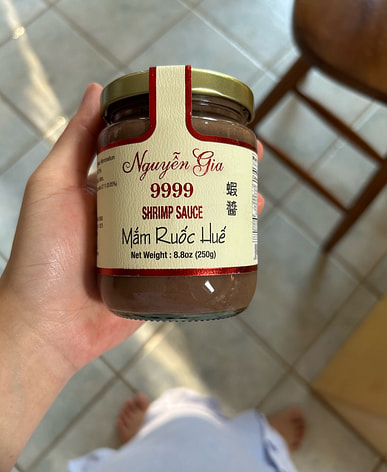 Nguyễn Gia
9999
SHRIMP SAUCE
蝦醬
Mắm Ruốc Huế
Net Weight : 8.8oz (250g)